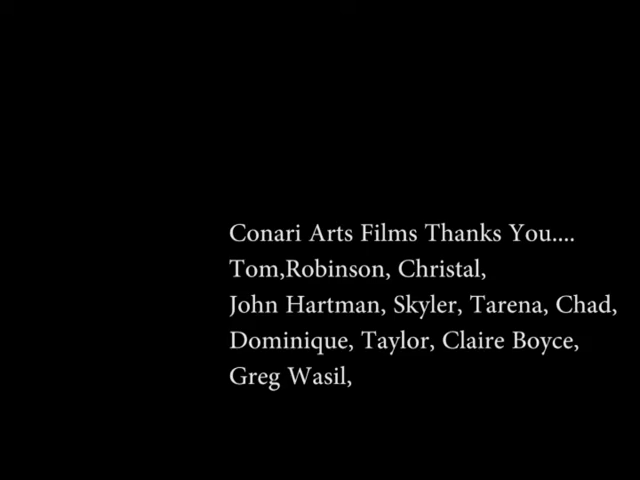 Conari Arts Films Thanks You....
Tom,Robinson, Christal,
John Hartman, Skyler, Tarena, Chad,
Dominique, Taylor, Claire Boyce,
Greg Wasil,